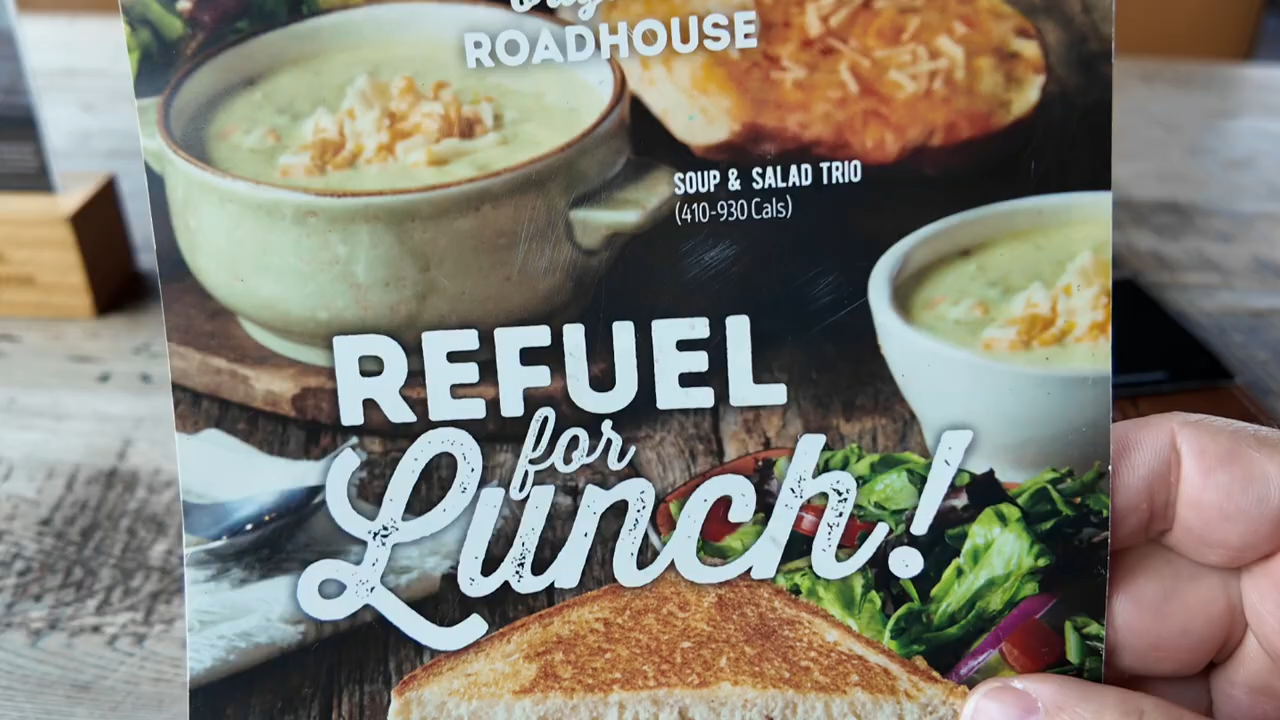 ROADHOUSE
SOUP & SALAD TRIO
(410-930 Cals)
REFUEL
for
Lunch!